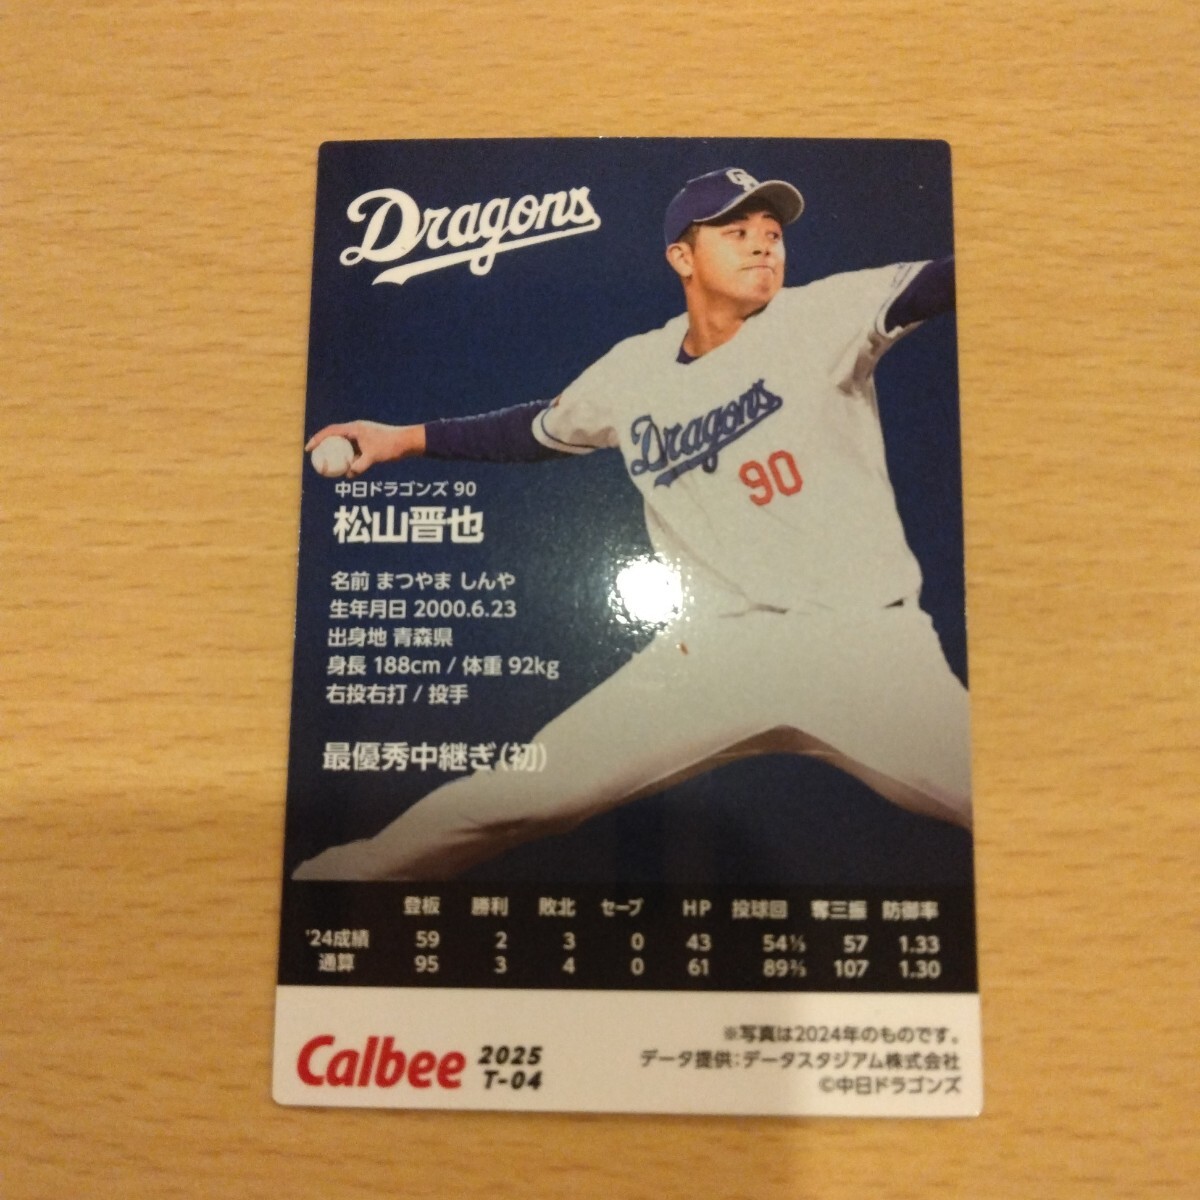 Dragons
Dragons
90
中日ドラゴンズ 90
松山晋也
名前 まつやま しんや
生年月日 2000.6.23
出身地 青森県
身長 188cm / 体重 92kg
右投右打 / 投手
最優秀中継ぎ(初)
登板 勝利 敗北 セーブ HP 投球回 奪三振 防御率
'24成績 59 2 3 0 43 54⅓ 57 1.33
通算 95 3 4 0 61 89⅔ 107 1.30
Calbee 2025
T-04
※写真は2024年のものです。
データ提供:データスタジアム株式会社
©中日ドラゴンズ